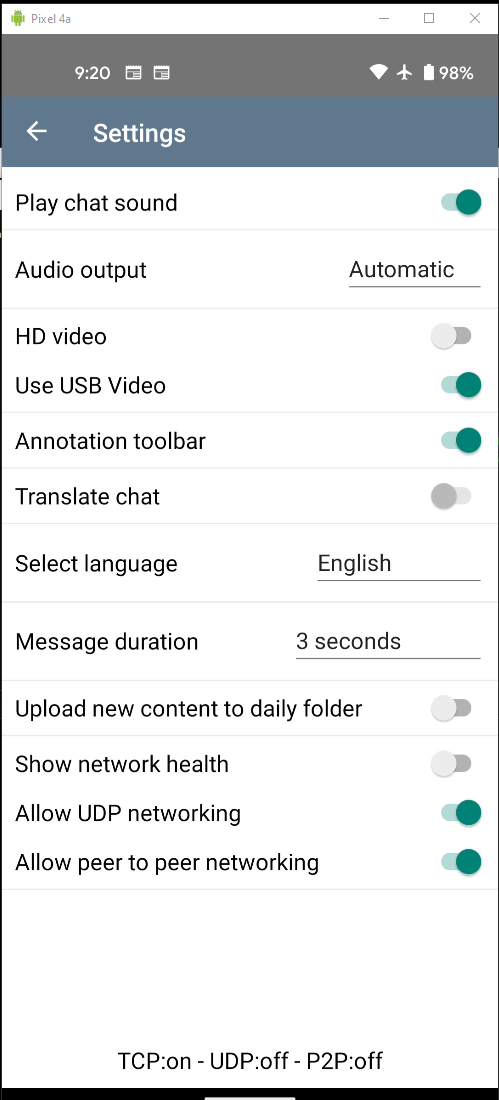 Pixel 4a
9:20 98%
Settings
Play chat sound
Audio output Automatic
HD video
Use USB Video
Annotation toolbar
Translate chat
Select language English
Message duration 3 seconds
Upload new content to daily folder
Show network health
Allow UDP networking
Allow peer to peer networking
TCP:on - UDP:off - P2P:off